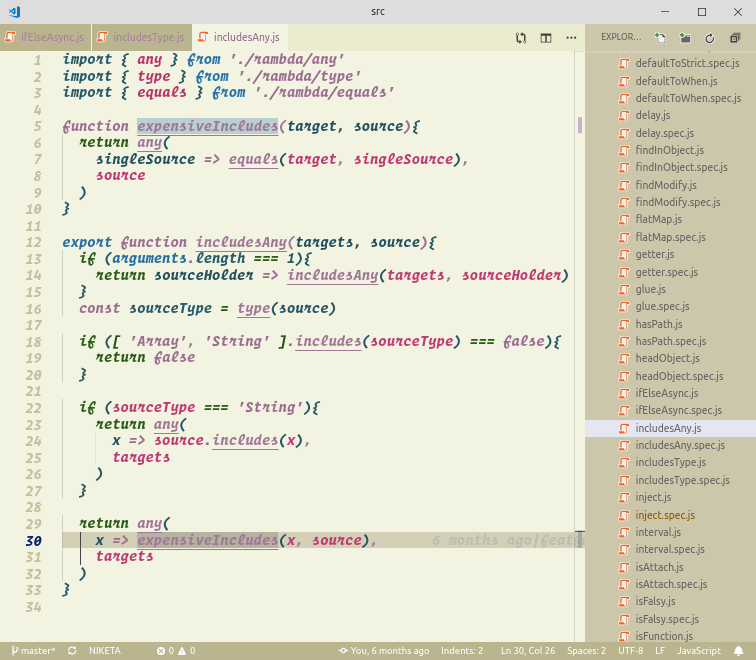 src
ifElseAsync.js includesType.js includesAny.js
EXPLOR...
1 import { any } from './rambda/any'
2 import { type } from './rambda/type'
3 import { equals } from './rambda/equals'
4
5 function expensiveIncludes(target, source){
6 return any(
7 singleSource => equals(target, singleSource),
8 source
9 )
10 }
11
12 export function includesAny(targets, source){
13 if (arguments.length === 1){
14 return sourceHolder => includesAny(targets, sourceHolder)
15 }
16 const sourceType = type(source)
17
18 if ([ 'Array', 'String' ].includes(sourceType) === false){
19 return false
20 }
21
22 if (sourceType === 'String'){
23 return any(
24 x => source.includes(x),
25 targets
26 )
27 }
28
29 return any(
30 x => expensiveIncludes(x, source), 6 months ago|feat
31 targets
32 )
33 }
34
defaultToStrict.spec.js
defaultToWhen.js
defaultToWhen.spec.js
delay.js
delay.spec.js
findInObject.js
findInObject.spec.js
findModify.js
findModify.spec.js
flatMap.js
flatMap.spec.js
getter.js
getter.spec.js
glue.js
glue.spec.js
hasPath.js
hasPath.spec.js
headObject.js
headObject.spec.js
ifElseAsync.js
ifElseAsync.spec.js
includesAny.js
includesAny.spec.js
includesType.js
includesType.spec.js
inject.js
inject.spec.js
interval.js
interval.spec.js
isAttach.js
isAttach.spec.js
isFalsy.js
isFalsy.spec.js
isFunction.js
master* NIKETA 0 0 You, 6 months ago Indents: 2 Ln 30, Col 26 Spaces: 2 UTF-8 LF JavaScript